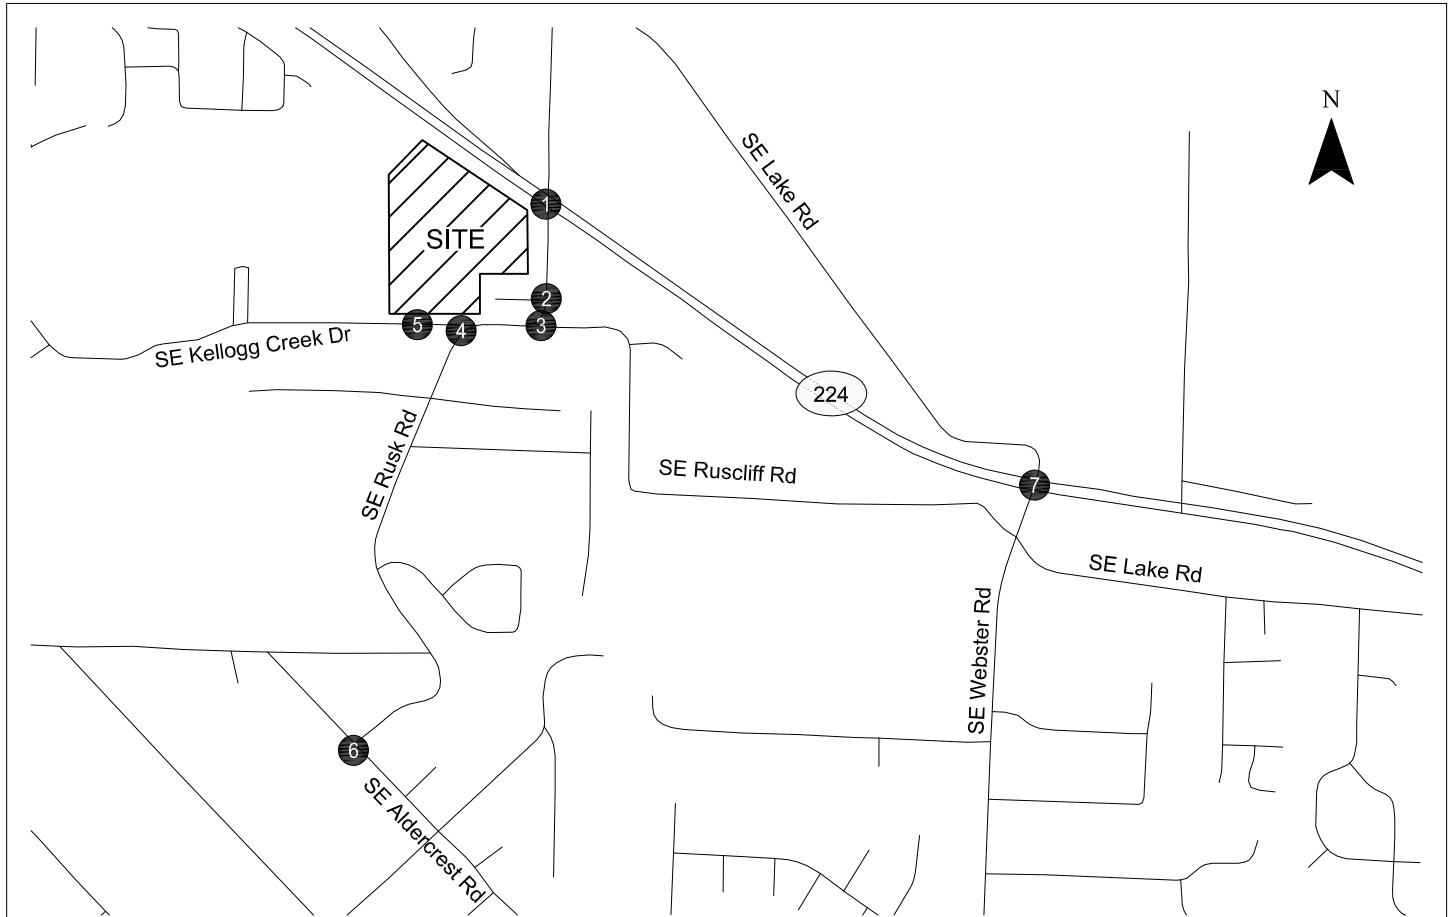 N
SE Lake Rd
1
SITE
2
5
4
3
SE Kellogg Creek Dr
224
SE Rusk Rd
SE Ruscliff Rd
7
SE Lake Rd
SE Webster Rd
6
SE Aldercrest Rd